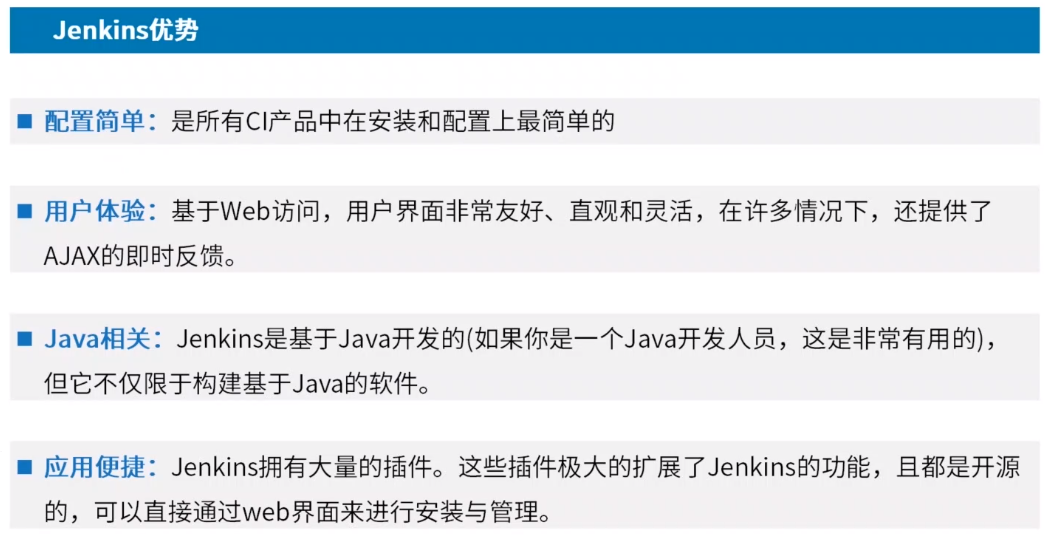 Jenkins优势
配置简单：是所有CI产品中在安装和配置上最简单的
用户体验：基于Web访问，用户界面非常友好、直观和灵活，在许多情况下，还提供了
AJAX的即时反馈。
Java相关：Jenkins是基于Java开发的(如果你是一个Java开发人员，这是非常有用的)，
但它不仅限于构建基于Java的软件。
应用便捷：Jenkins拥有大量的插件。这些插件极大的扩展了Jenkins的功能，且都是开源
的，可以直接通过web界面来进行安装与管理。